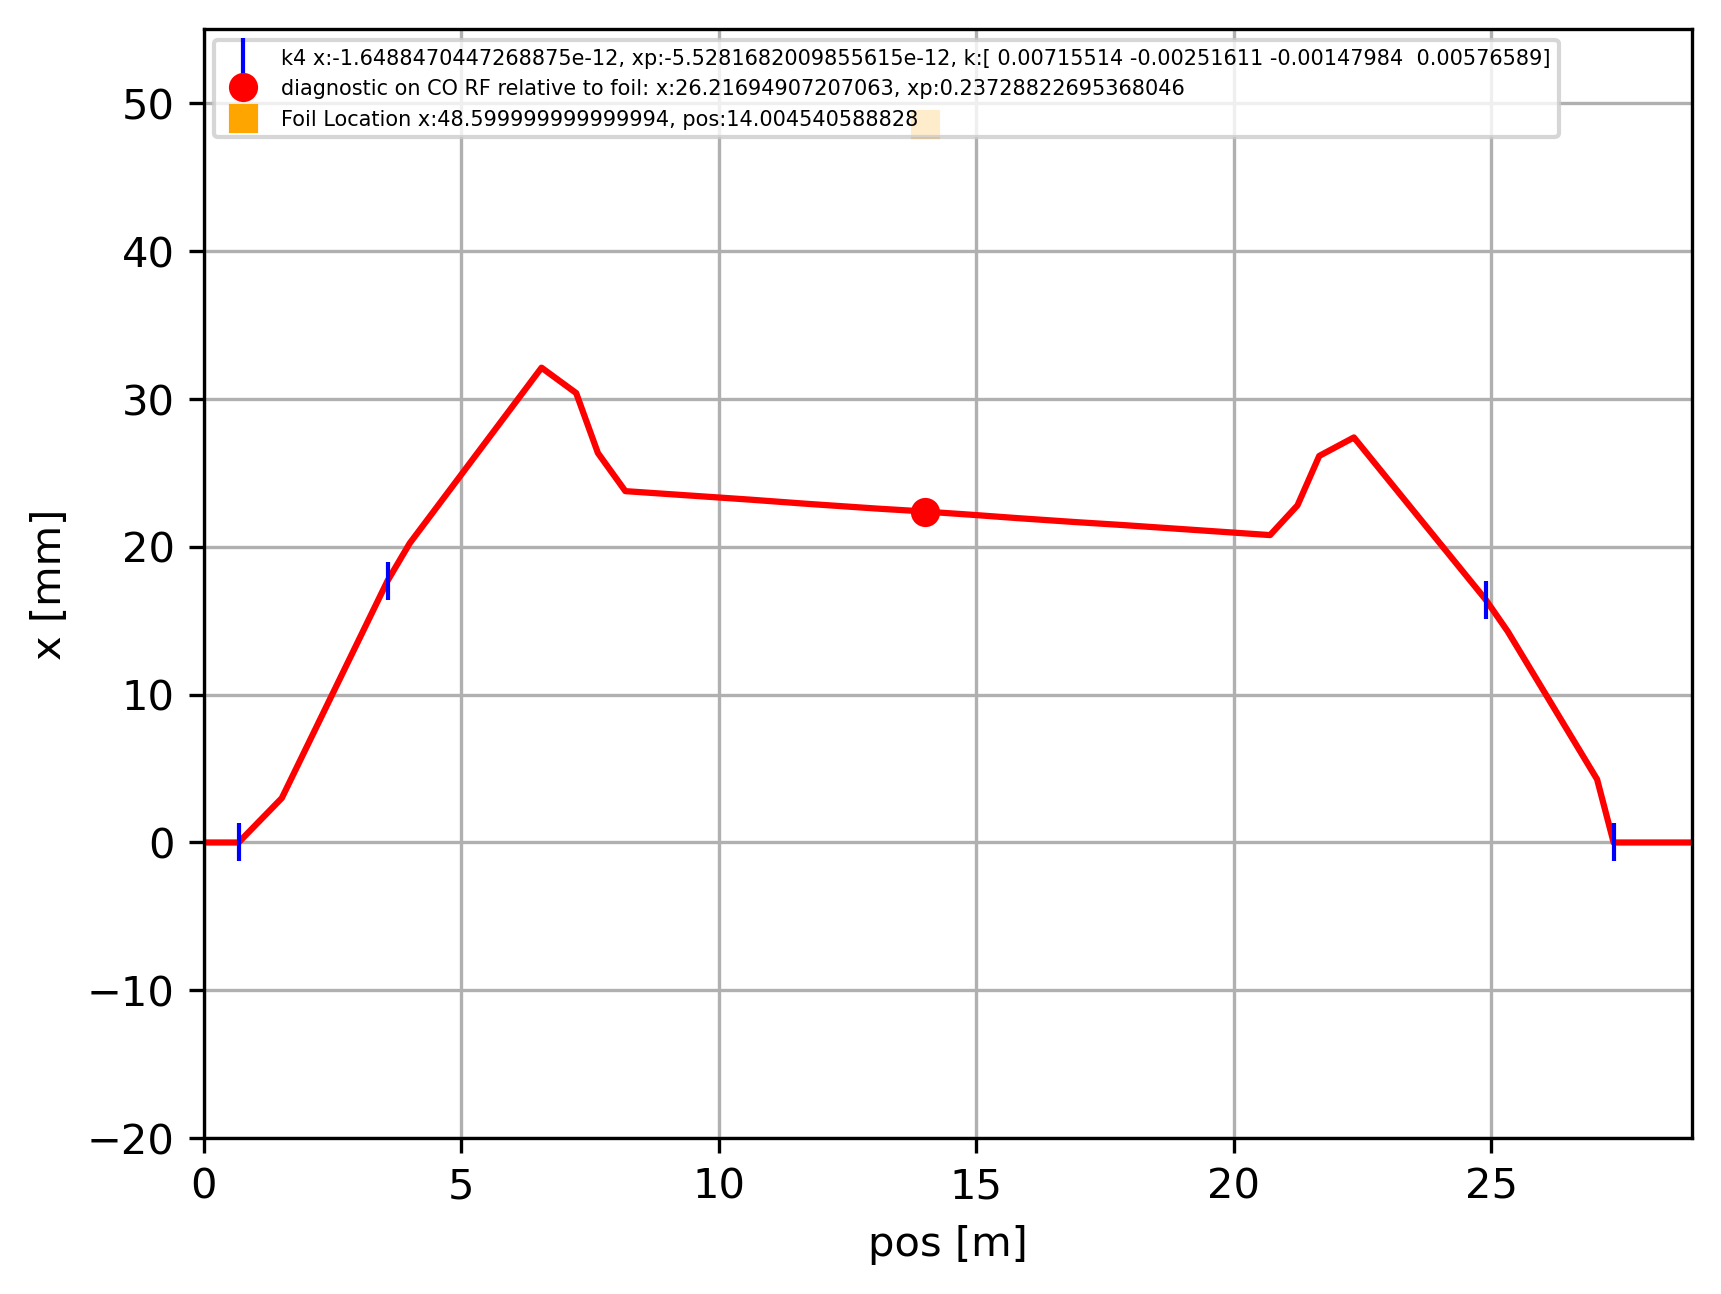 k4 x:-1.6488470447268875e-12, xp:-5.5281682009855615e-12, k:[ 0.00715514 -0.00251611 -0.00147984  0.00576589]
diagnostic on CO RF relative to foil: x:26.21694907207063, xp:0.23728822695368046
Foil Location x:48.599999999999994, pos:14.004540588828
50
40
30
20
10
0
−10
−20
x [mm]
0 5 10 15 20 25
pos [m]